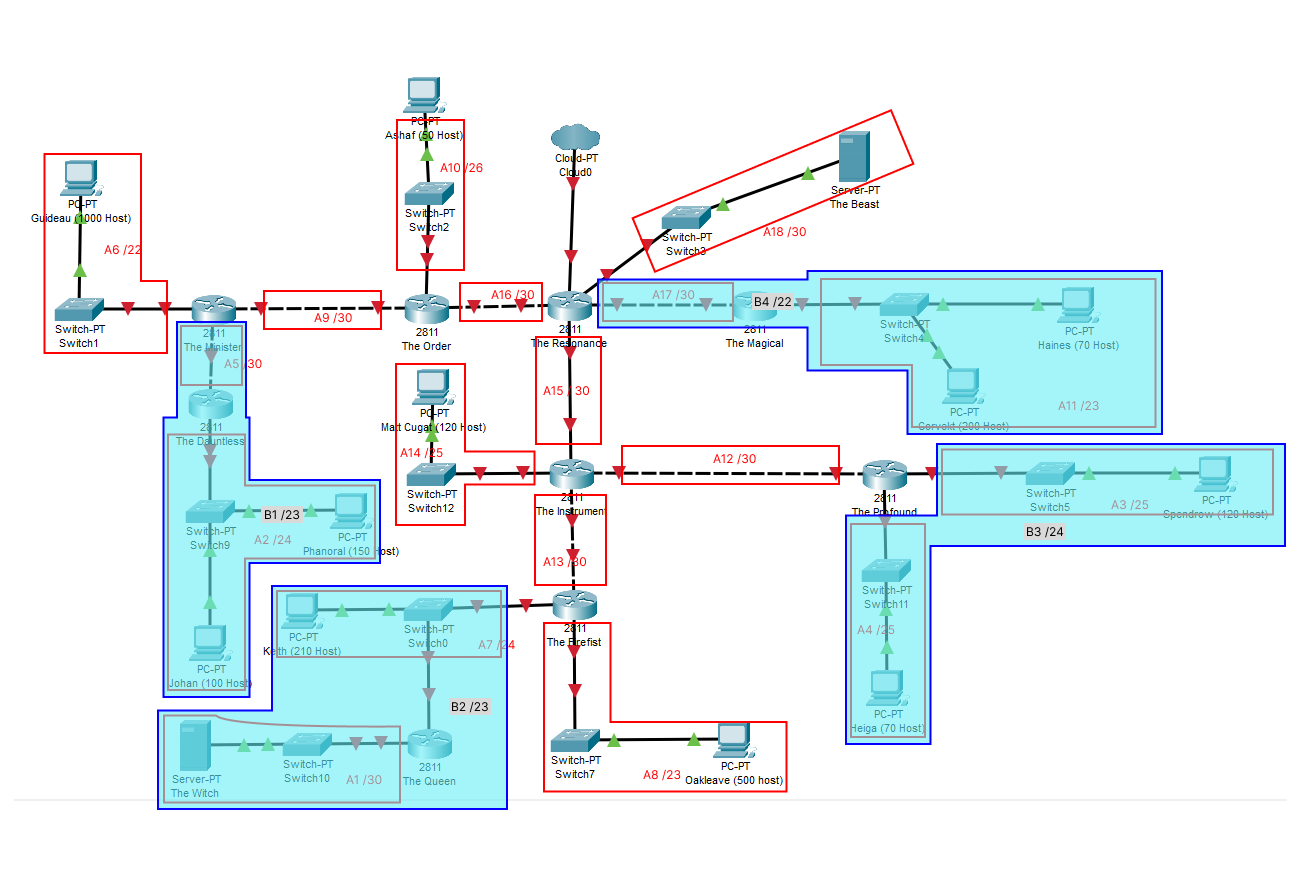 PC-PT
Ashaf (50 Host)
A10 /26
Switch-PT
Switch2
Cloud-PT
Cloud0
Server-PT
The Beast
Switch-PT
Switch3
A18 /30
PC-PT
Guideau (1000 Host)
A6 /22
Switch-PT
Switch1
2811
The Minister
A9 /30
2811
The Order
A16 /30
2811
The Resonance
A17 /30
B4 /22
2811
The Magical
Switch-PT
Switch4
PC-PT
Haines (70 Host)
PC-PT
Corvekt (200 Host)
A11 /23
A5 /30
2811
The Dauntless
PC-PT
Matt Cugat (120 Host)
A14 /25
Switch-PT
Switch12
A15 / 30
2811
The Instrument
A12 /30
2811
The Profound
Switch-PT
Switch5
A3 /25
PC-PT
Spendrow (120 Host)
B3 /24
Switch-PT
Switch9
B1 /23
A2 /24
PC-PT
Phanoral (150 Host)
A13 /30
Switch-PT
Switch11
A4 /25
PC-PT
Heiga (70 Host)
PC-PT
Johan (100 Host)
PC-PT
Keith (210 Host)
Switch-PT
Switch0
A7 /24
2811
The Firefist
B2 /23
Server-PT
The Witch
Switch-PT
Switch10
A1 /30
2811
The Queen
Switch-PT
Switch7
A8 /23
PC-PT
Oakleave (500 host)